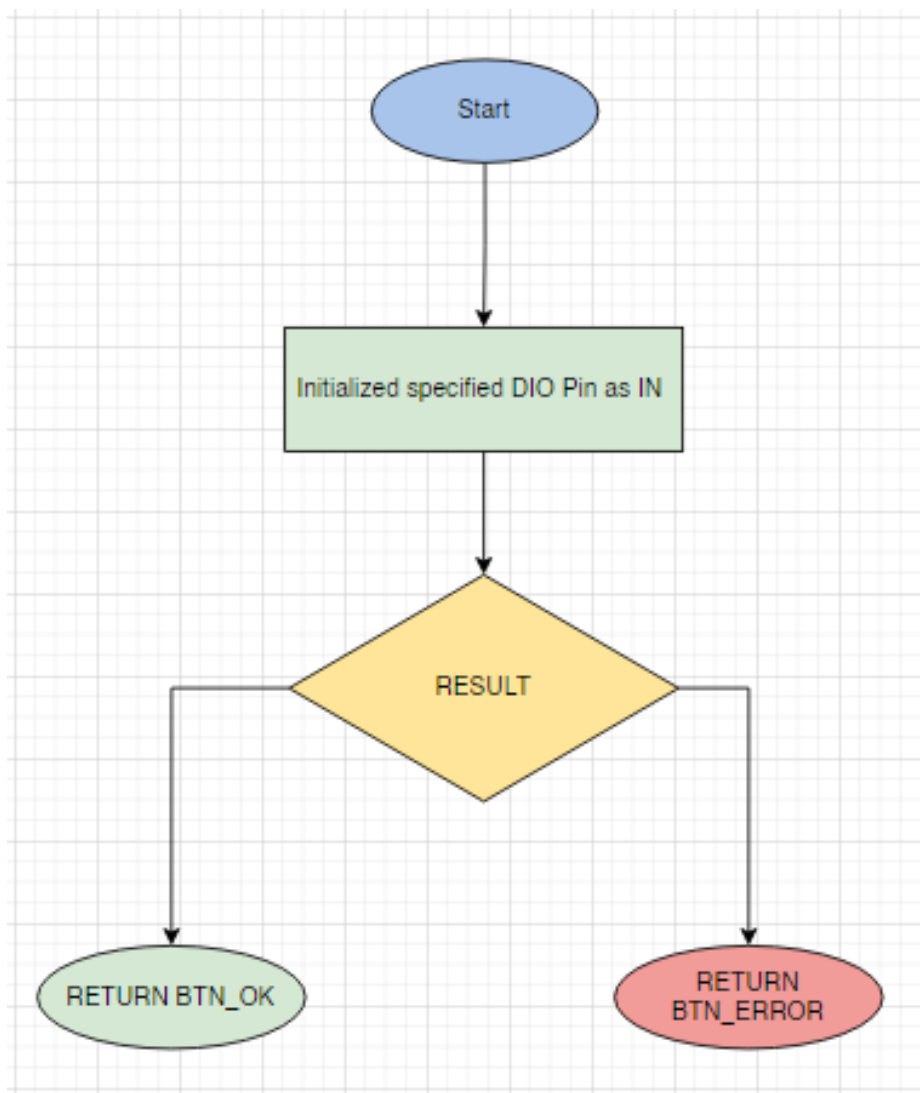 Start
Initialized specified DIO Pin as IN
RESULT
RETURN BTN_OK
RETURN
BTN_ERROR